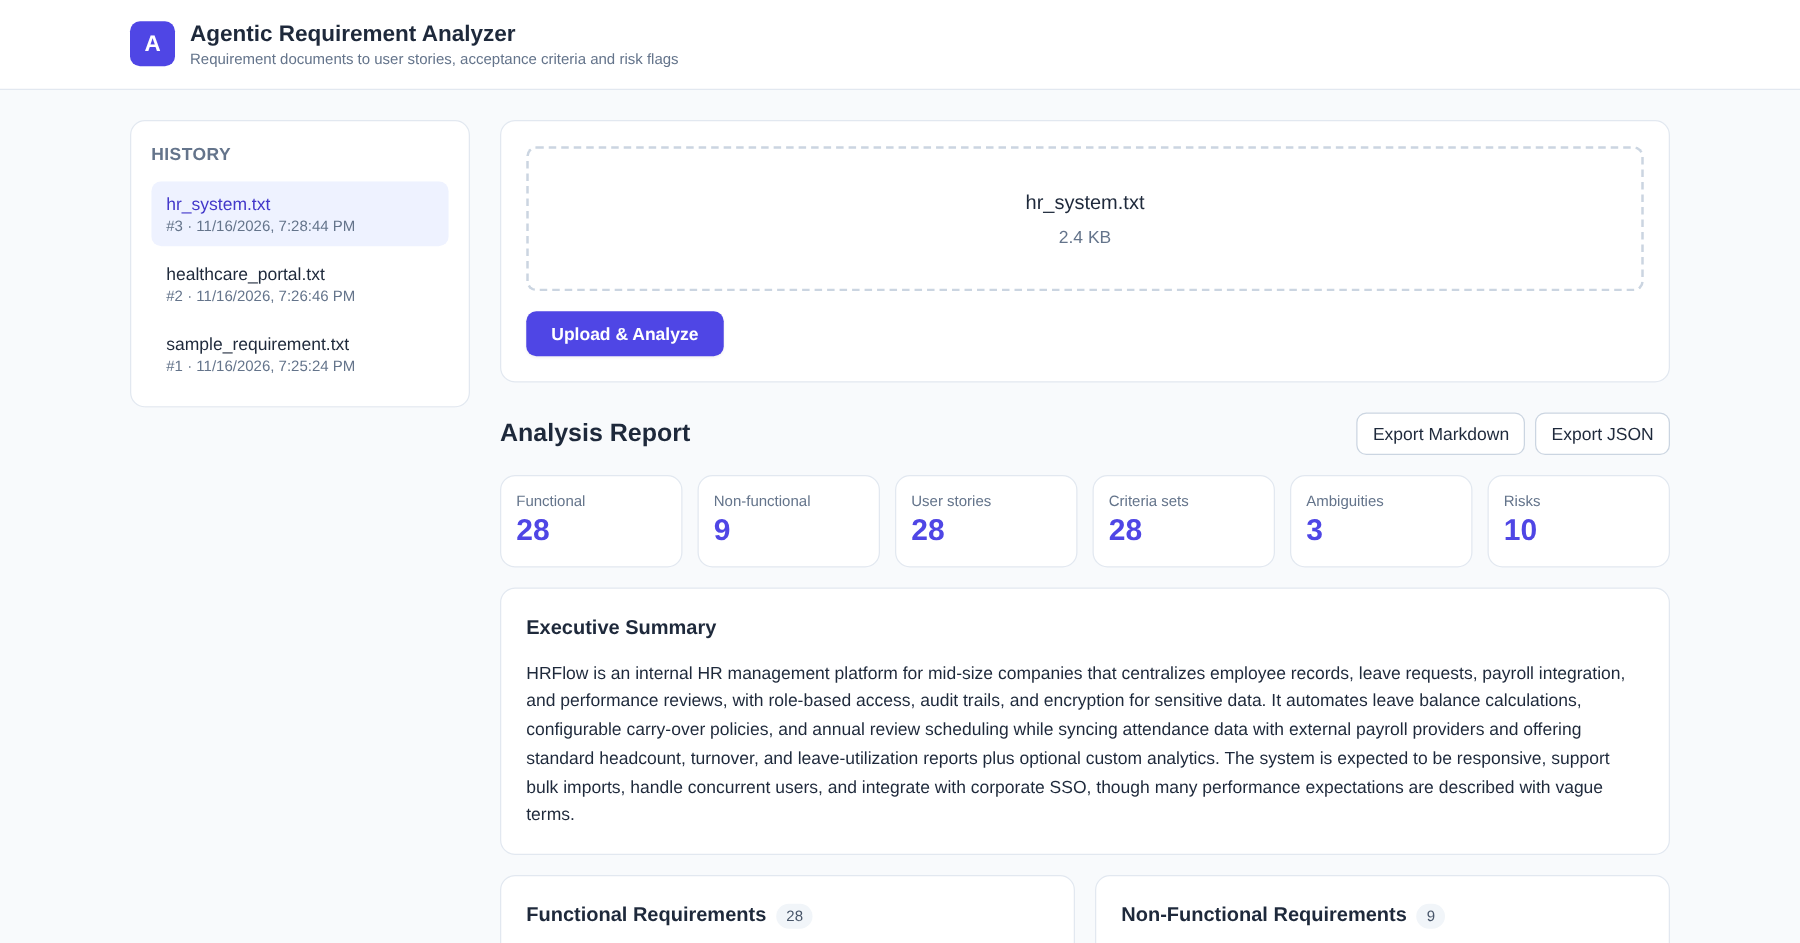 A
Agentic Requirement Analyzer
Requirement documents to user stories, acceptance criteria and risk flags
HISTORY
hr_system.txt
#3 · 11/16/2026, 7:28:44 PM
healthcare_portal.txt
#2 · 11/16/2026, 7:26:46 PM
sample_requirement.txt
#1 · 11/16/2026, 7:25:24 PM
hr_system.txt
2.4 KB
Upload & Analyze
Analysis Report
Export Markdown
Export JSON
Functional
28
Non-functional
9
User stories
28
Criteria sets
28
Ambiguities
3
Risks
10
Executive Summary
HRFlow is an internal HR management platform for mid-size companies that centralizes employee records, leave requests, payroll integration,
and performance reviews, with role-based access, audit trails, and encryption for sensitive data. It automates leave balance calculations,
configurable carry-over policies, and annual review scheduling while syncing attendance data with external payroll providers and offering
standard headcount, turnover, and leave-utilization reports plus optional custom analytics. The system is expected to be responsive, support
bulk imports, handle concurrent users, and integrate with corporate SSO, though many performance expectations are described with vague
terms.
Functional Requirements 28
Non-Functional Requirements 9